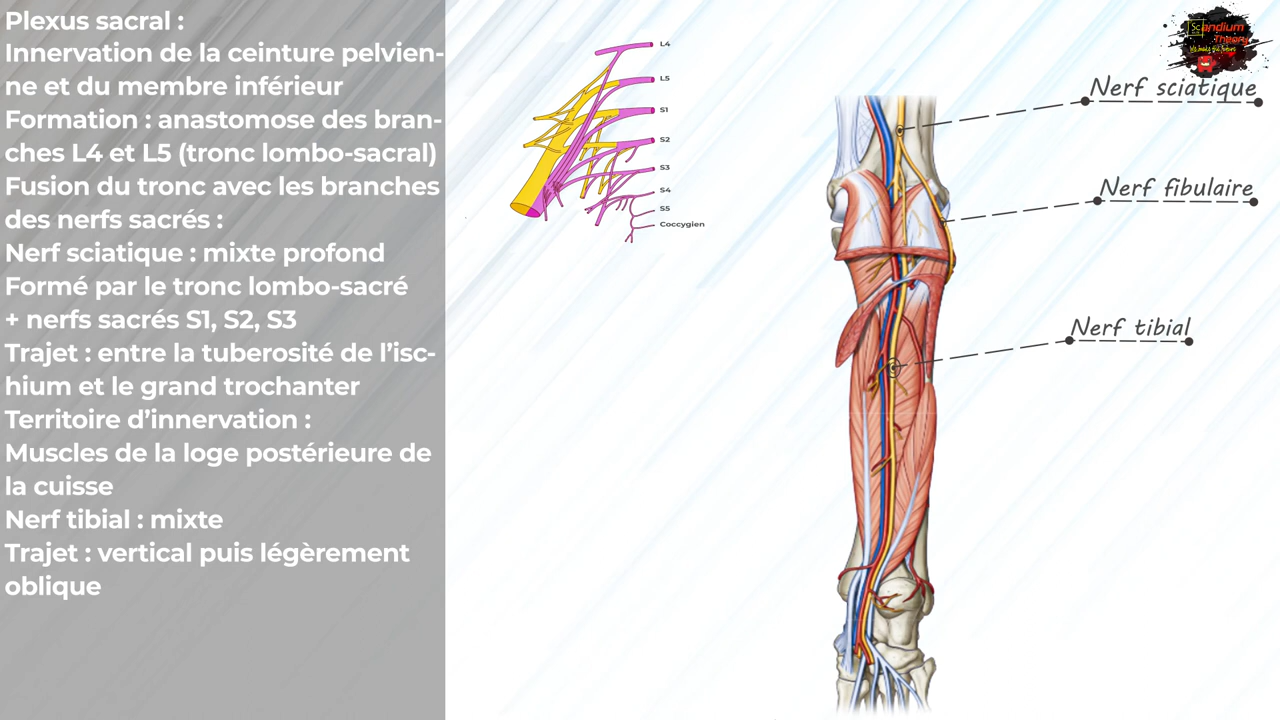 Plexus sacral :
Innervation de la ceinture pelvien-
ne et du membre inférieur
Formation : anastomose des bran-
ches L4 et L5 (tronc lombo-sacral)
Fusion du tronc avec les branches
des nerfs sacrés :
Nerf sciatique : mixte profond
Formé par le tronc lombo-sacré
+ nerfs sacrés S1, S2, S3
Trajet : entre la tuberosité de l’isc-
hium et le grand trochanter
Territoire d’innervation :
Muscles de la loge postérieure de
la cuisse
Nerf tibial : mixte
Trajet : vertical puis légèrement
oblique
L4
L5
S1
S2
S3
S4
S5
Coccygien
Scandium
Theory
Nerf sciatique
Nerf fibulaire
Nerf tibial